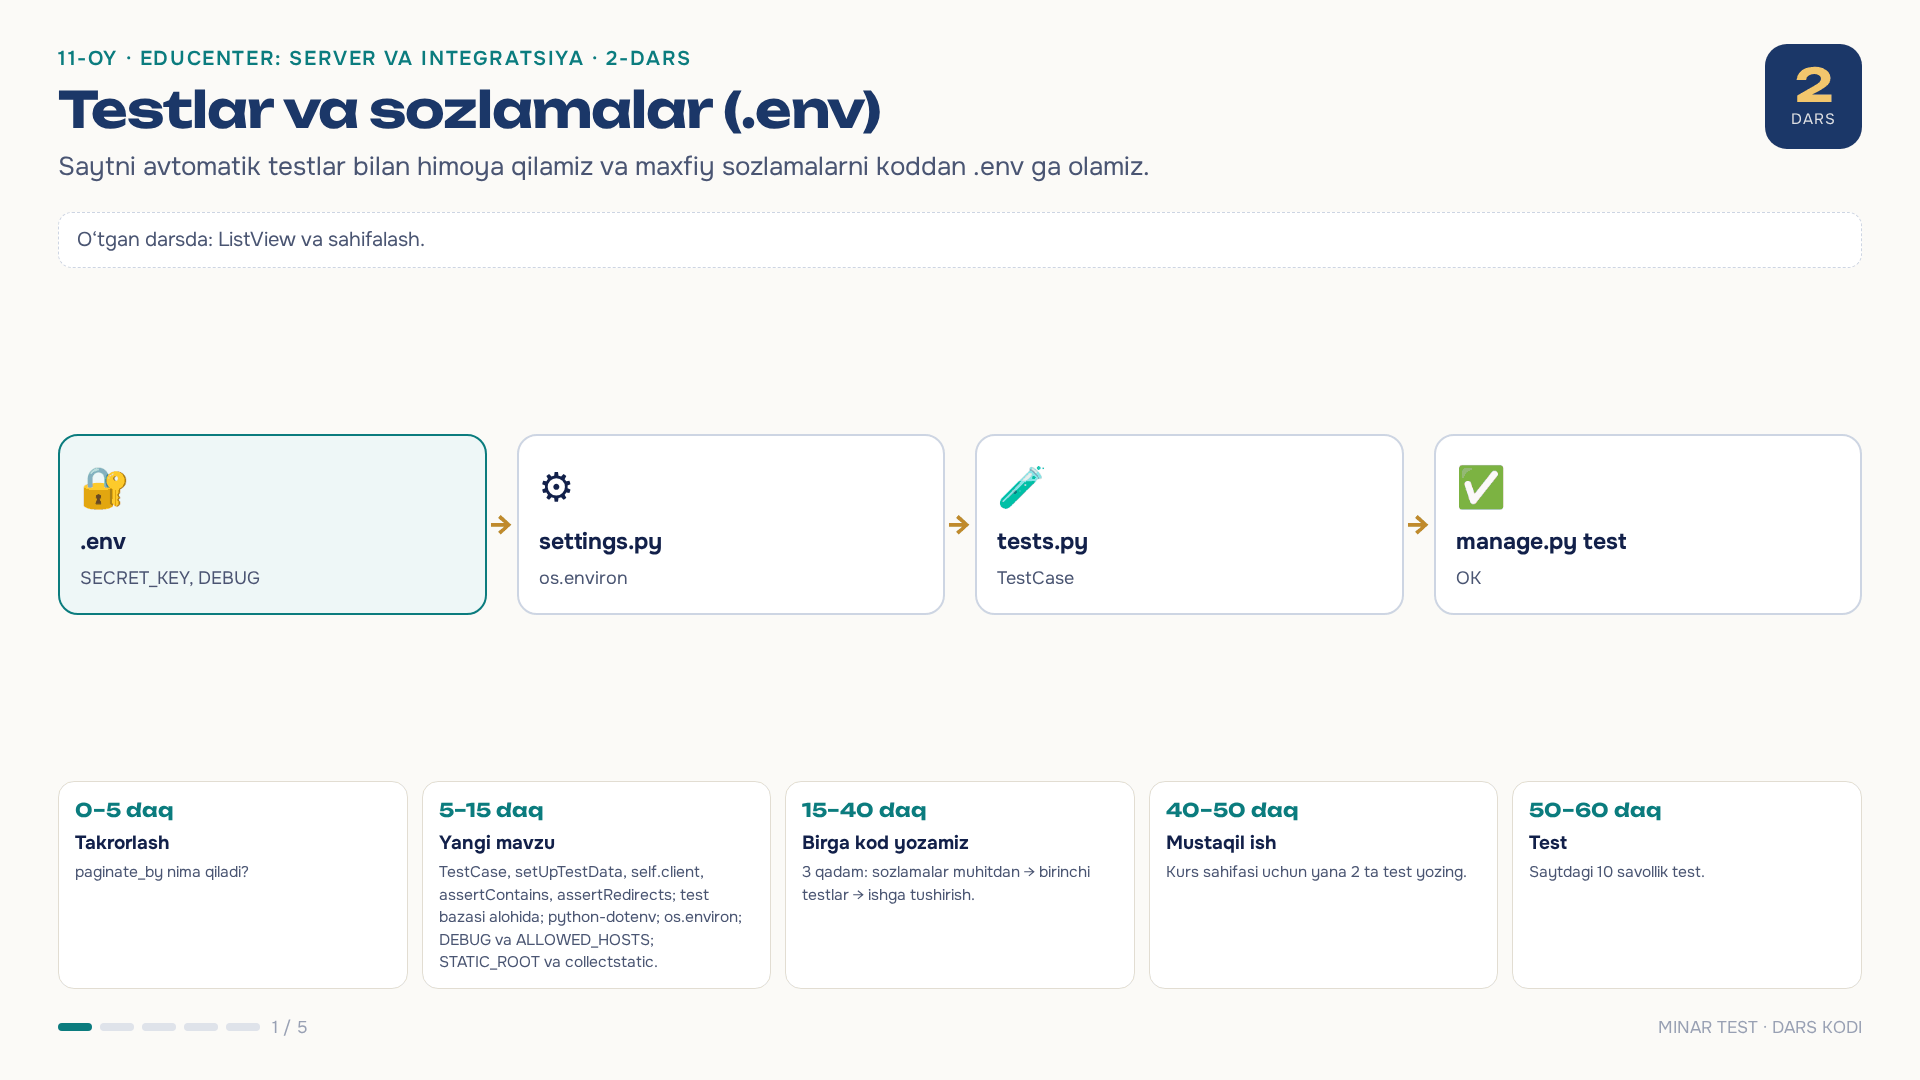 11-OY · EDUCENTER: SERVER VA INTEGRATSIYA · 2-DARS
Testlar va sozlamalar (.env)
Saytni avtomatik testlar bilan himoya qilamiz va maxfiy sozlamalarni koddan .env ga olamiz.
2
DARS
O‘tgan darsda: ListView va sahifalash.
.env
SECRET_KEY, DEBUG
→
settings.py
os.environ
→
tests.py
TestCase
→
manage.py test
OK
0–5 daq
Takrorlash
paginate_by nima qiladi?
5–15 daq
Yangi mavzu
TestCase, setUpTestData, self.client,
assertContains, assertRedirects; test
bazasi alohida; python-dotenv; os.environ;
DEBUG va ALLOWED_HOSTS;
STATIC_ROOT va collectstatic.
15–40 daq
Birga kod yozamiz
3 qadam: sozlamalar muhitdan → birinchi
testlar → ishga tushirish.
40–50 daq
Mustaqil ish
Kurs sahifasi uchun yana 2 ta test yozing.
50–60 daq
Test
Saytdagi 10 savollik test.
1 / 5
MINAR TEST · DARS KODI